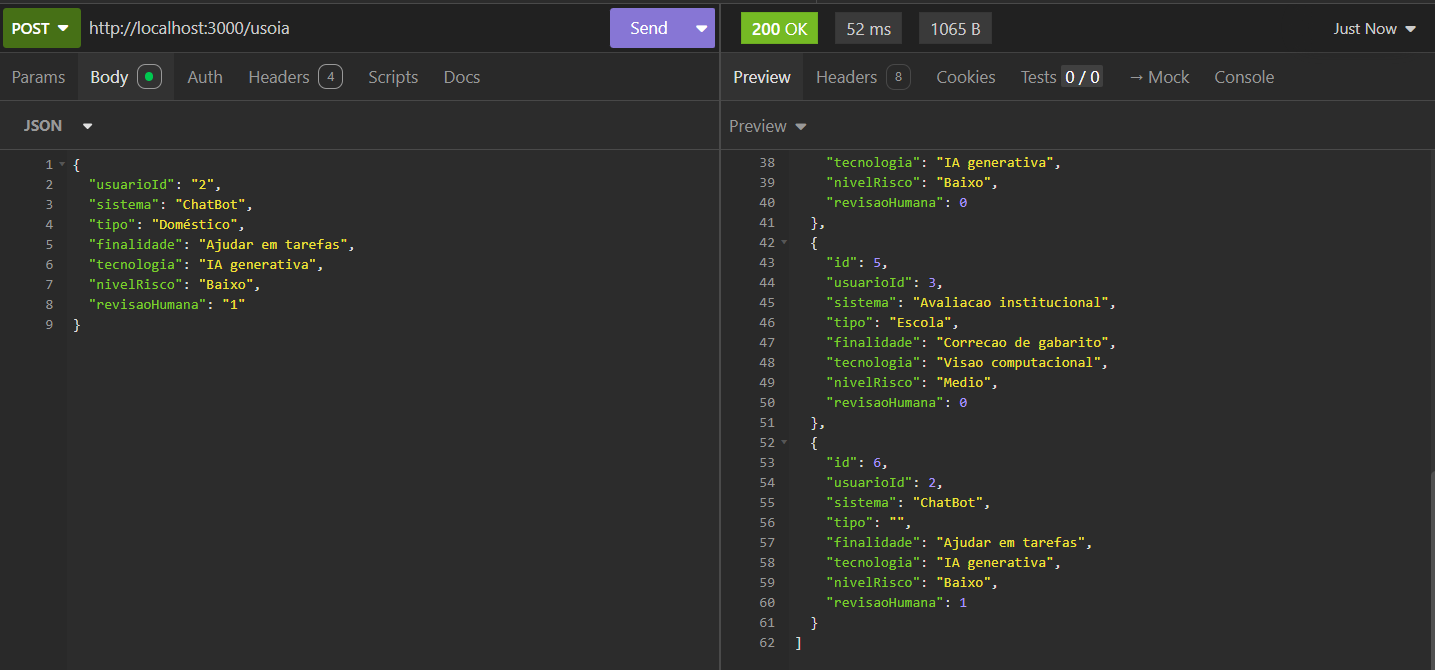 POST http://localhost:3000/usoia Send 200 OK 52 ms 1065 B Just Now
Params Body Auth Headers 4 Scripts Docs Preview Headers 8 Cookies Tests 0 / 0 → Mock Console
JSON Preview
1 {
2 "usuarioId": "2",
3 "sistema": "ChatBot",
4 "tipo": "Doméstico",
5 "finalidade": "Ajudar em tarefas",
6 "tecnologia": "IA generativa",
7 "nivelRisco": "Baixo",
8 "revisaoHumana": "1"
9 }
38 "tecnologia": "IA generativa",
39 "nivelRisco": "Baixo",
40 "revisaoHumana": 0
41 },
42 {
43 "id": 5,
44 "usuarioId": 3,
45 "sistema": "Avaliacao institucional",
46 "tipo": "Escola",
47 "finalidade": "Correcao de gabarito",
48 "tecnologia": "Visao computacional",
49 "nivelRisco": "Medio",
50 "revisaoHumana": 0
51 },
52 {
53 "id": 6,
54 "usuarioId": 2,
55 "sistema": "ChatBot",
56 "tipo": "",
57 "finalidade": "Ajudar em tarefas",
58 "tecnologia": "IA generativa",
59 "nivelRisco": "Baixo",
60 "revisaoHumana": 1
61 }
62 ]